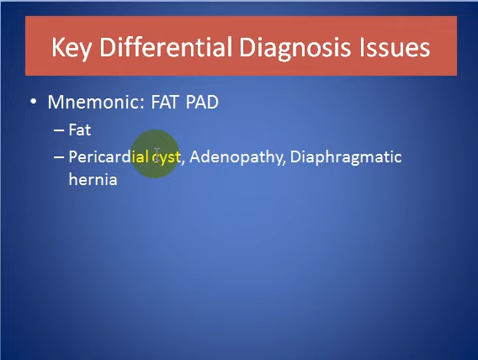 Key Differential Diagnosis Issues
• Mnemonic: FAT PAD
– Fat
– Pericardial cyst, Adenopathy, Diaphragmatic
hernia